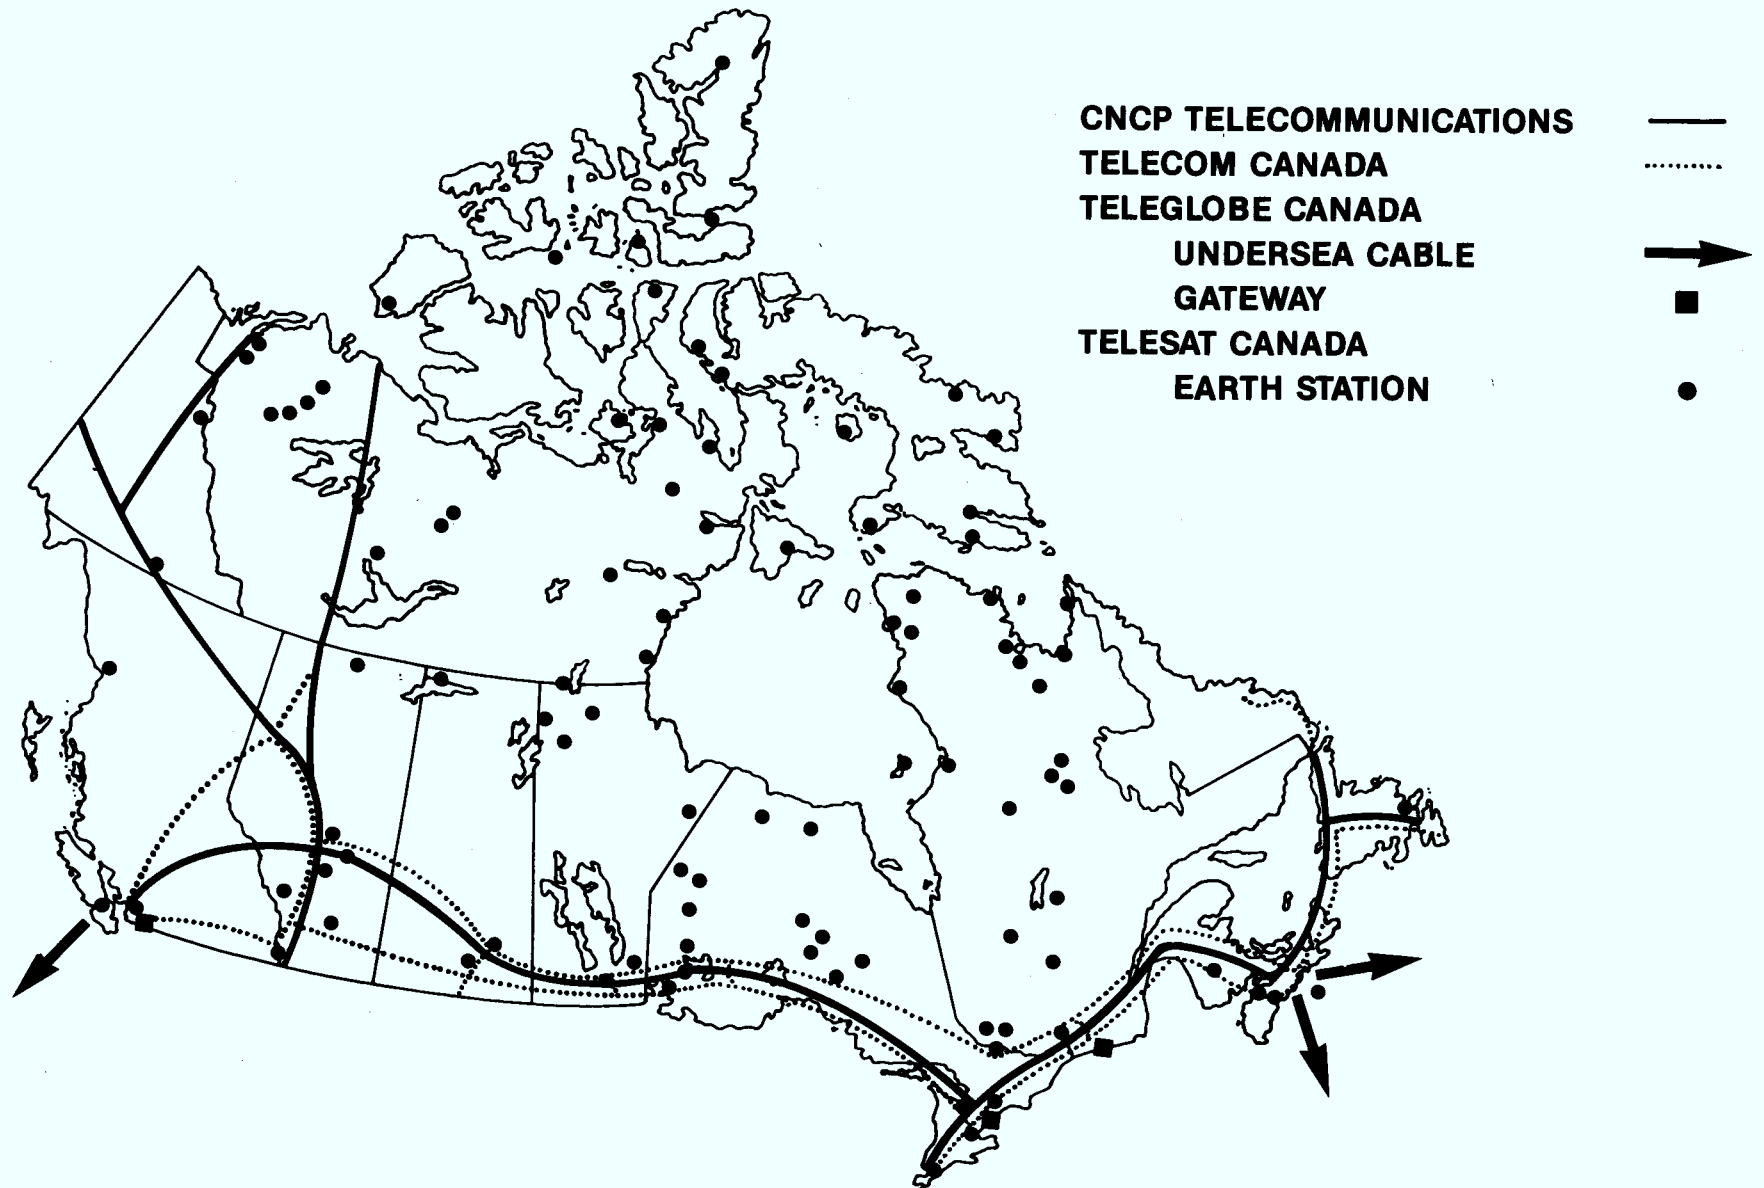 CNCP TELECOMMUNICATIONS
TELECOM CANADA
TELEGLOBE CANADA
UNDERSEA CABLE
GATEWAY
TELESAT CANADA
EARTH STATION